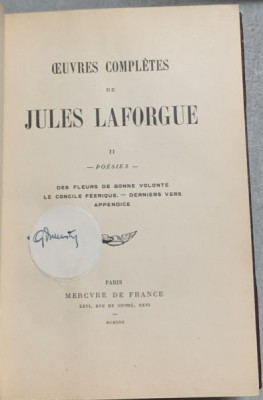 ŒUVRES COMPLÈTES
DE
JULES LAFORGUE
II
— POÉSIES —
DES FLEURS DE BONNE VOLONTÉ
LE CONCILE FÉERIQUE. — DERNIERS VERS
APPENDICE
PARIS
MERCVRE DE FRANCE
XXVI, RVE DE CONDÉ, XXVI